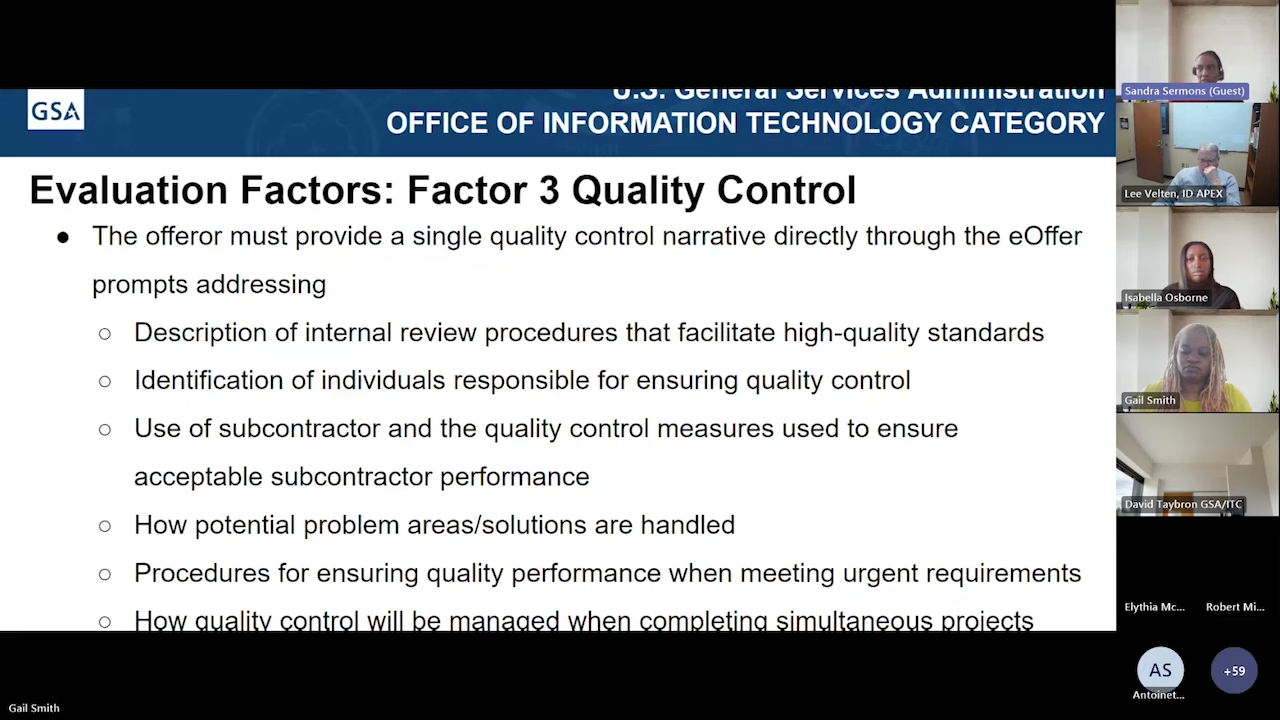 U.S. General Services Administration
GSA
OFFICE OF INFORMATION TECHNOLOGY CATEGORY
Evaluation Factors: Factor 3 Quality Control
● The offeror must provide a single quality control narrative directly through the eOffer
prompts addressing
○ Description of internal review procedures that facilitate high-quality standards
○ Identification of individuals responsible for ensuring quality control
○ Use of subcontractor and the quality control measures used to ensure
acceptable subcontractor performance
○ How potential problem areas/solutions are handled
○ Procedures for ensuring quality performance when meeting urgent requirements
○ How quality control will be managed when completing simultaneous projects
Sandra Sermons (Guest)
Lee Velten, ID APEX
Isabella Osborne
Gail Smith
David Taybron GSA/ITC
Elythia Mc...
Robert Mi...
AS
+59
Antoinet...
Gail Smith